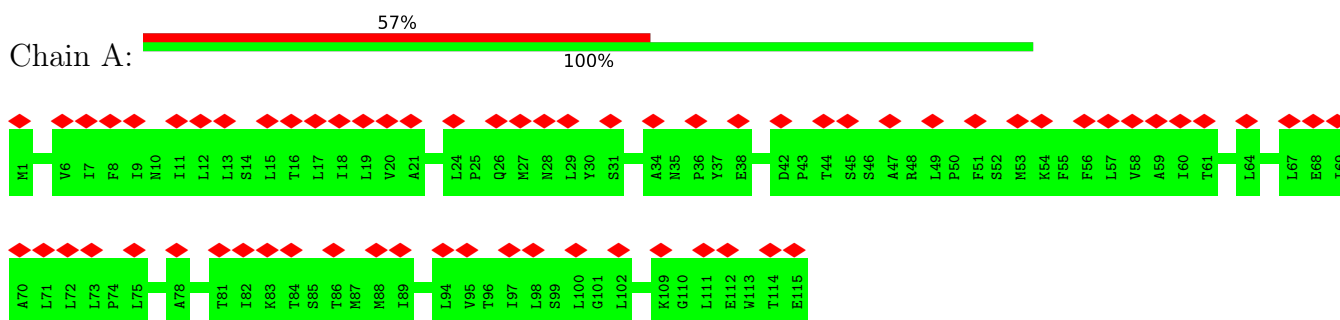 57%
Chain A:
100%
M1 V6 I7 F8 I9 N10 I11 L12 L13 S14 L15 T16 L17 I18 L19 V20 A21 L24 P25 Q26 M27 N28 L29 Y30 S31 A34 N35 P36 Y37 E38 D42 P43 T44 S45 S46 A47 R48 L49 P50 F51 S52 M53 K54 F55 F56 L57 V58 A59 I60 T61 L64 L67 E68 I69
A70 L71 L72 L73 P74 L75 A78 T81 I82 K83 T84 S85 T86 M87 M88 I89 L94 V95 T96 I97 L98 S99 L100 G101 L102 K109 G110 L111 E112 W113 T114 E115